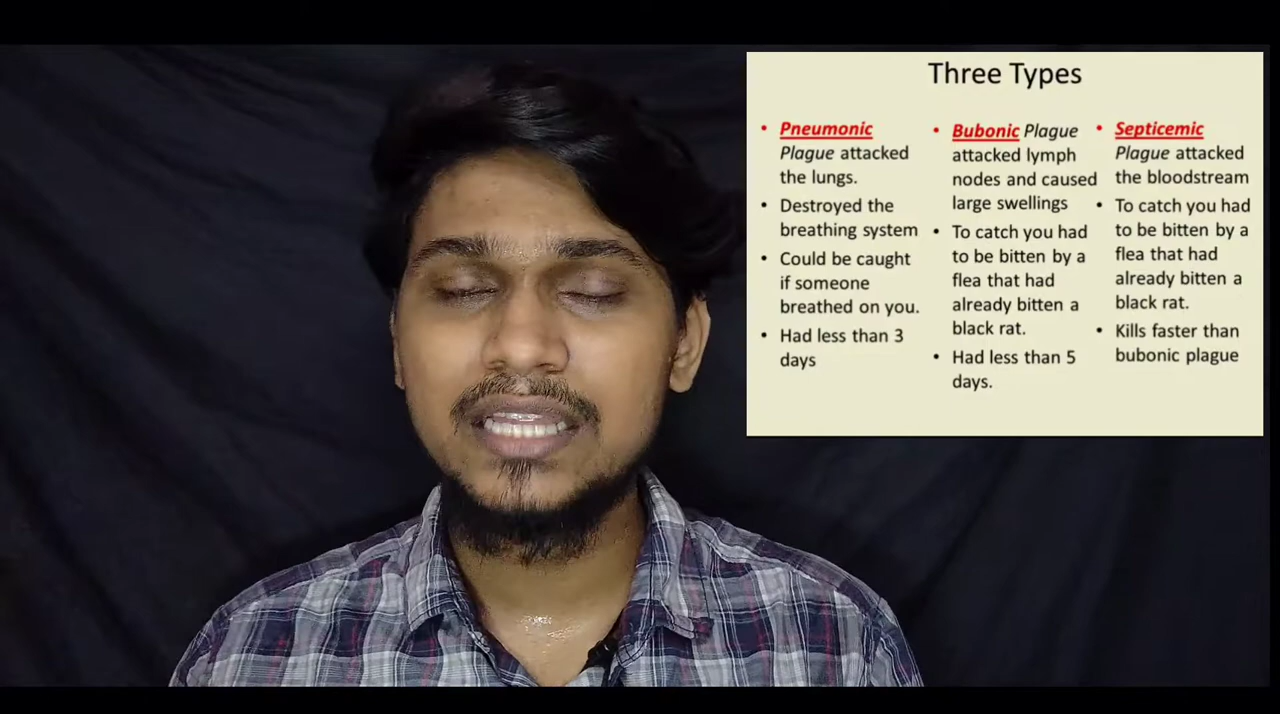 Three Types
• Pneumonic
Plague attacked
the lungs.
• Destroyed the
breathing system
• Could be caught
if someone
breathed on you.
• Had less than 3
days
• Bubonic Plague
attacked lymph
nodes and caused
large swellings
• To catch you had
to be bitten by a
flea that had
already bitten a
black rat.
• Had less than 5
days.
• Septicemic
Plague attacked
the bloodstream
• To catch you had
to be bitten by a
flea that had
already bitten a
black rat.
• Kills faster than
bubonic plague